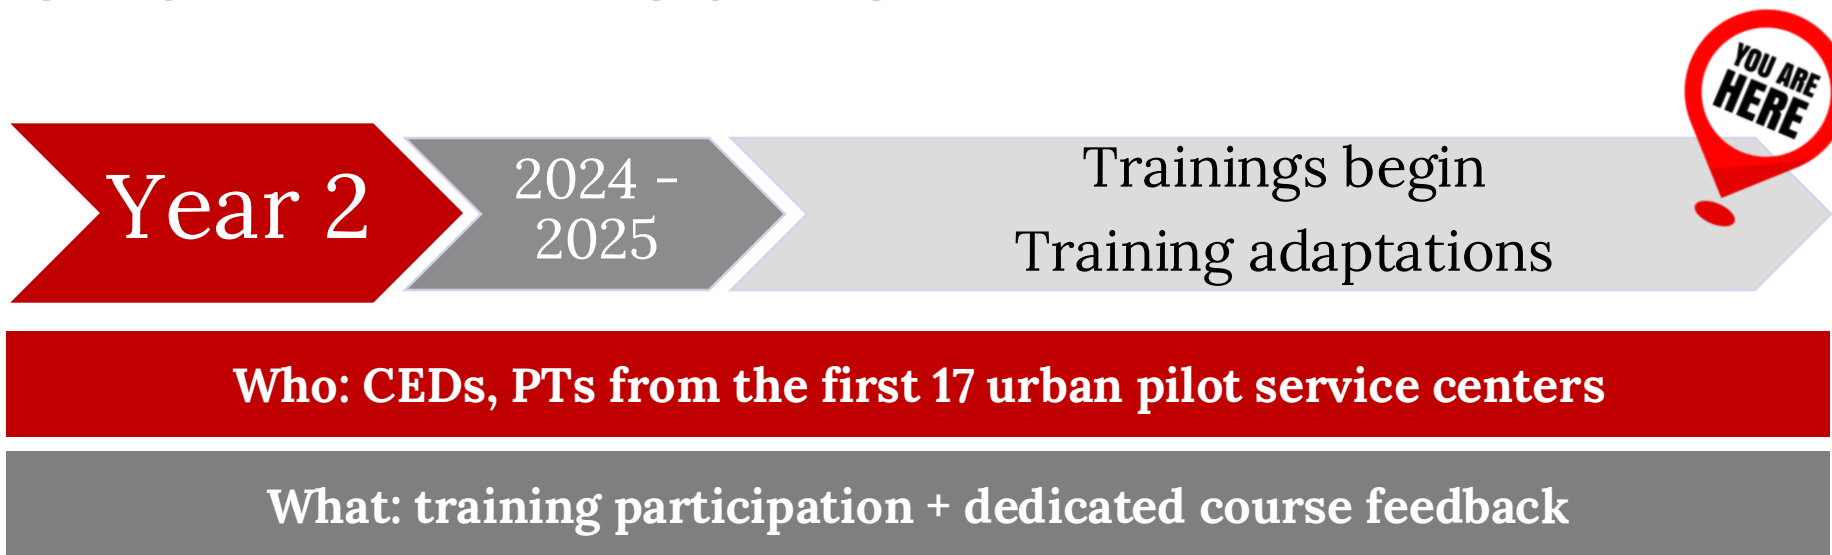 YOU ARE
HERE
Year 2
2024 -
2025
Trainings begin
Training adaptations
Who: CEDs, PTs from the first 17 urban pilot service centers
What: training participation + dedicated course feedback